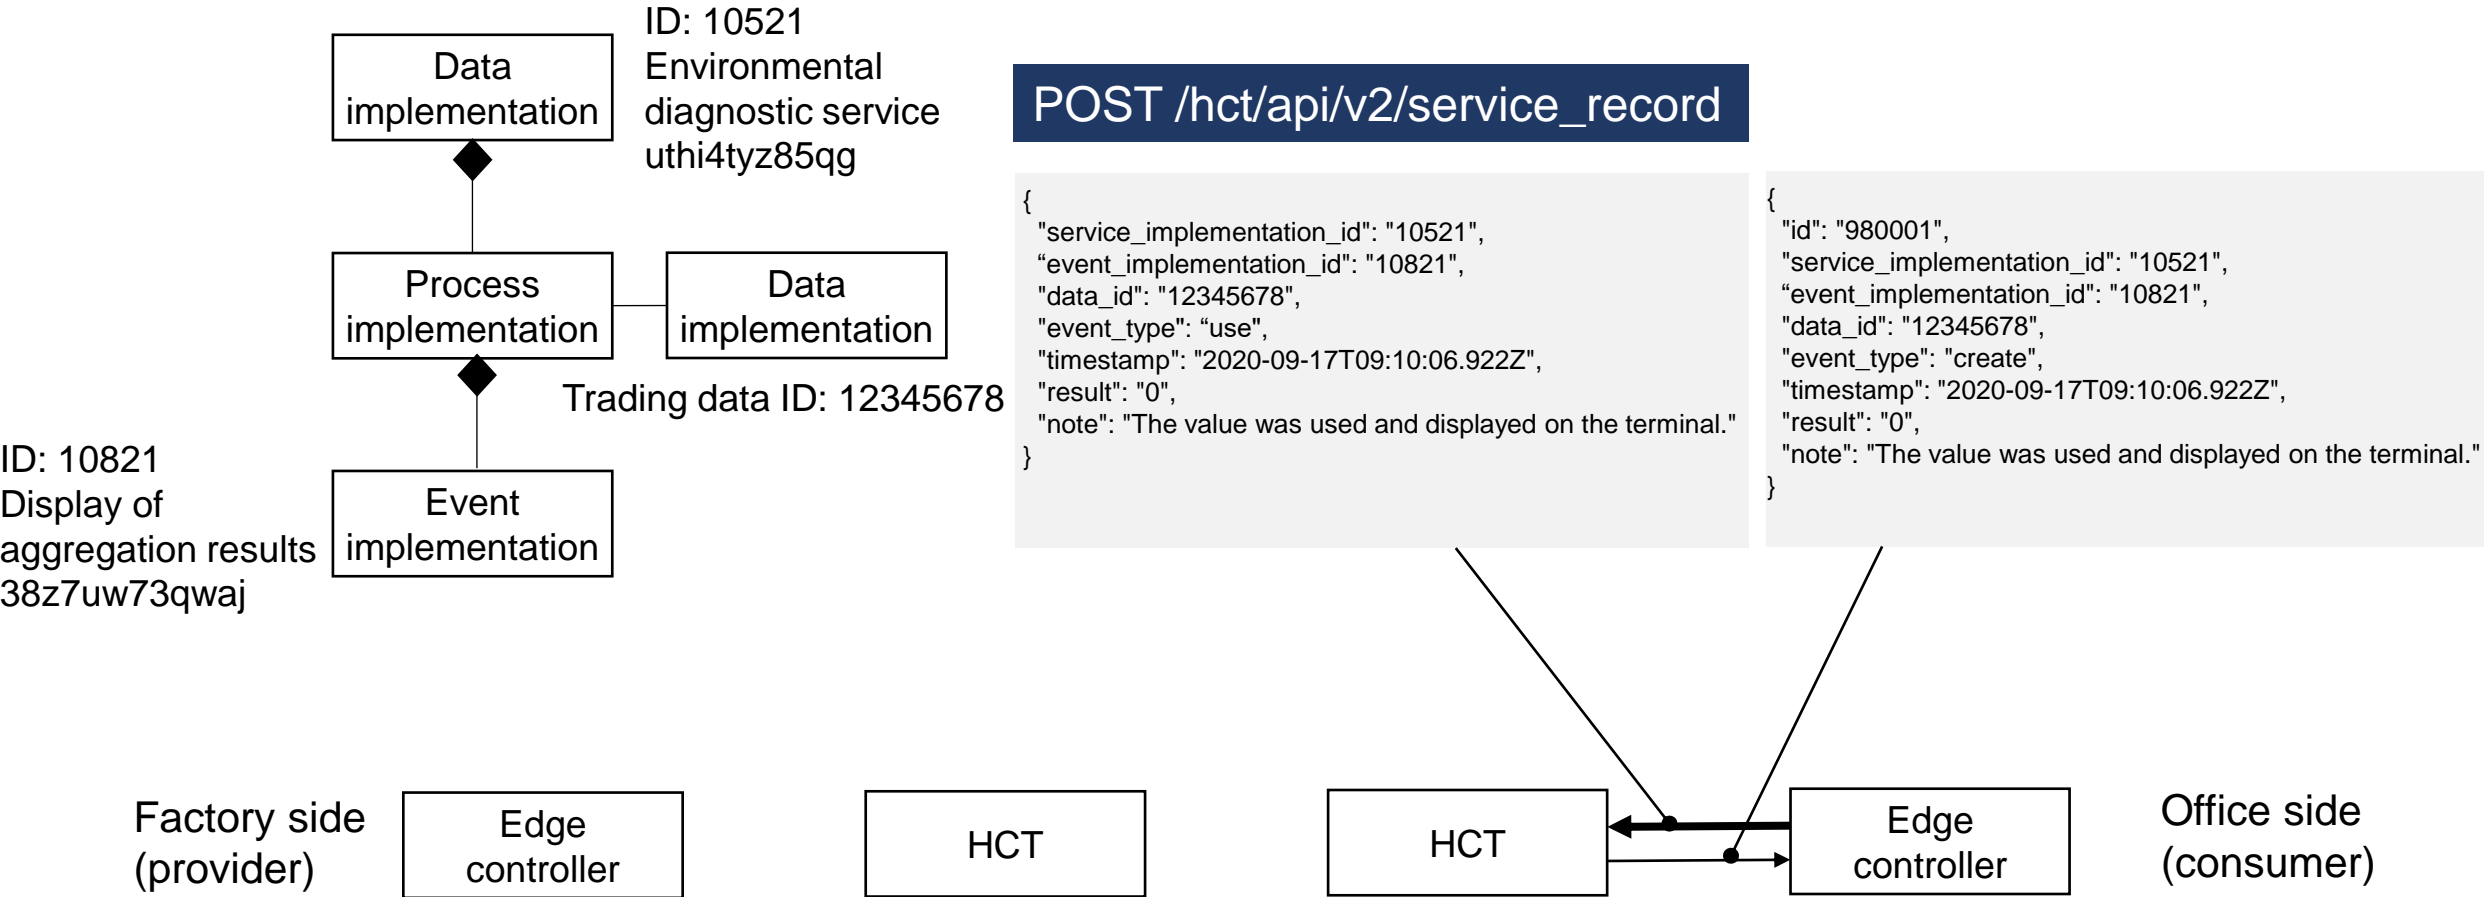 Data
implementation
ID: 10521
Environmental
diagnostic service
uthi4tyz85qg
Process
implementation
Data
implementation
Trading data ID: 12345678
ID: 10821
Display of
aggregation results
38z7uw73qwaj
Event
implementation
POST /hct/api/v2/service_record
{
"service_implementation_id": "10521",
“event_implementation_id": "10821",
"data_id": "12345678",
"event_type": “use",
"timestamp": "2020-09-17T09:10:06.922Z",
"result": "0",
"note": "The value was used and displayed on the terminal."
}
{
"id": "980001",
"service_implementation_id": "10521",
“event_implementation_id": "10821",
"data_id": "12345678",
"event_type": "create",
"timestamp": "2020-09-17T09:10:06.922Z",
"result": "0",
"note": "The value was used and displayed on the terminal."
}
Factory side
(provider)
Edge
controller
HCT
HCT
Edge
controller
Office side
(consumer)